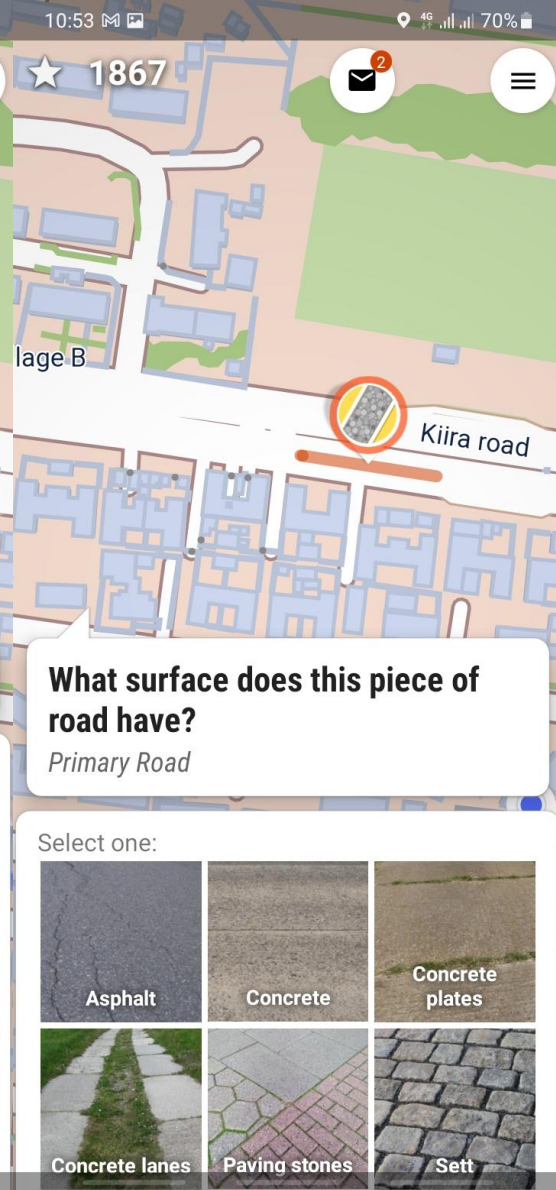 10:53
4G
70%
1867
2
lage B
Kiira road
What surface does this piece of
road have?
Primary Road
Select one:
Asphalt
Concrete
Concrete
plates
Concrete lanes
Paving stones
Sett